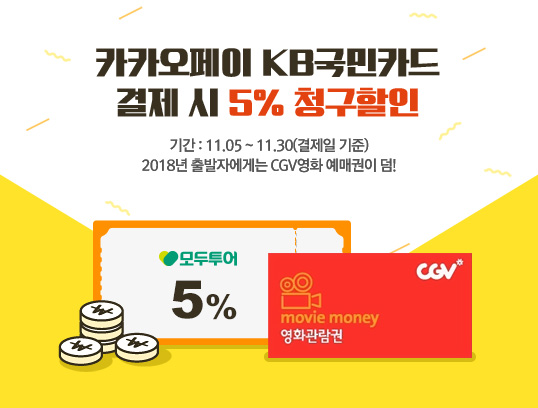 카카오페이 KB국민카드
결제 시 5% 청구할인
기간 : 11.05 ~ 11.30(결제일 기준)
2018년 출발자에게는 CGV영화 예매권이 덤!
모두투어
5%
CGV
movie money
영화관람권